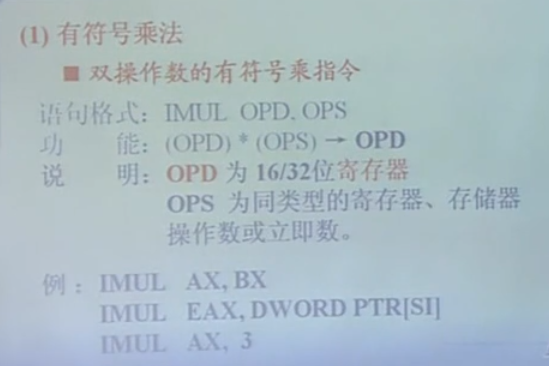 (1) 有符号乘法
■ 双操作数的有符号乘指令
语句格式：IMUL OPD, OPS
功 能：(OPD) * (OPS) → OPD
说 明：OPD 为 16/32位寄存器
OPS 为同类型的寄存器、存储器
操作数或立即数。
例：IMUL AX, BX
IMUL EAX, DWORD PTR[SI]
IMUL AX, 3